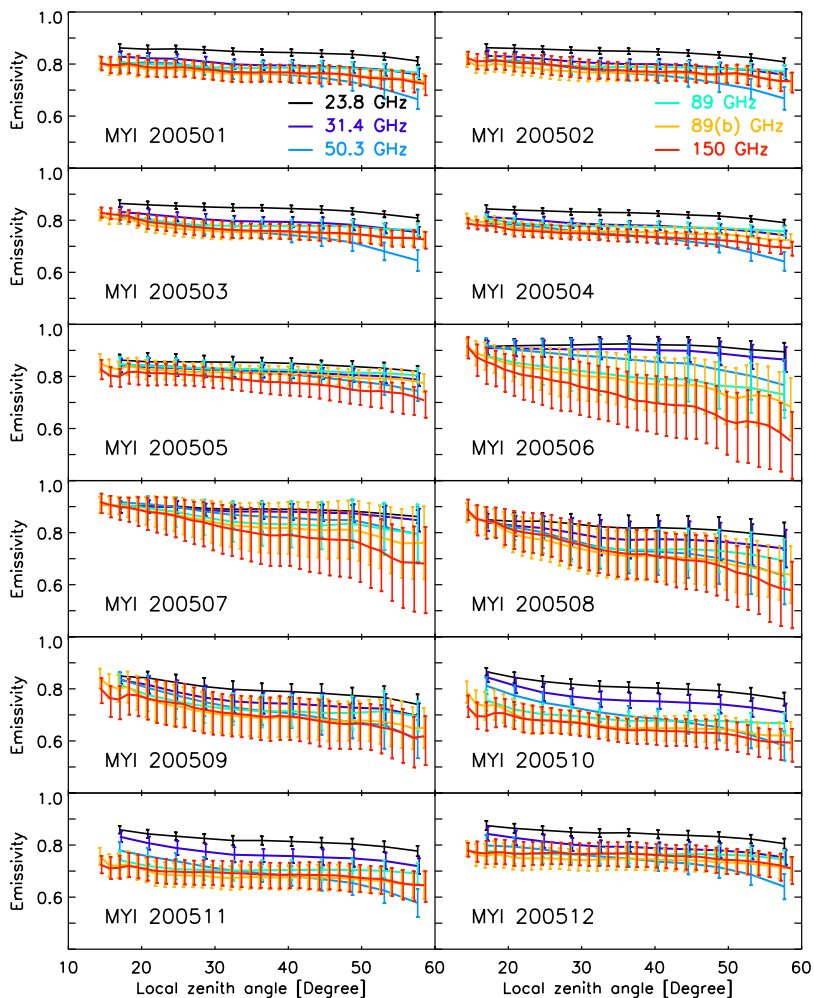 1.0
0.8
0.6
Emissivity
23.8 GHz
31.4 GHz
50.3 GHz
MYI 200501
89 GHz
89(b) GHz
150 GHz
MYI 200502
1.0
0.8
0.6
Emissivity
MYI 200503
MYI 200504
1.0
0.8
0.6
Emissivity
MYI 200505
MYI 200506
1.0
0.8
0.6
Emissivity
MYI 200507
MYI 200508
1.0
0.8
0.6
Emissivity
MYI 200509
MYI 200510
1.0
0.8
0.6
Emissivity
MYI 200511
MYI 200512
10 20 30 40 50 60
20 30 40 50 60
Local zenith angle [Degree]
Local zenith angle [Degree]